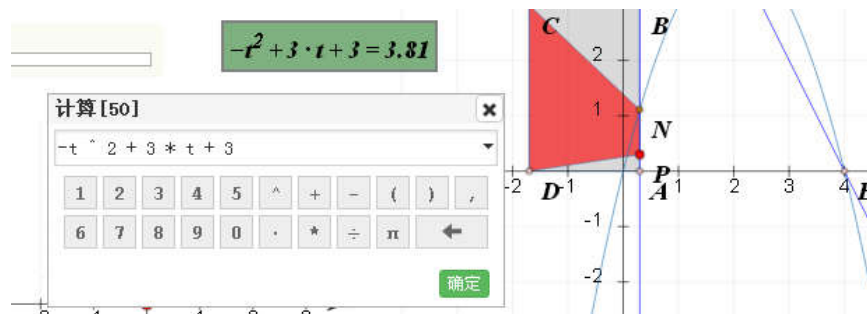 -t² + 3 · t + 3 = 3.81
计算[50]
-t ^ 2 + 3 * t + 3
1 2 3 4 5 ^ + - ( ) ,
6 7 8 9 0 . * ÷ π
确定
C B
2
1
N
P
-2 D -1 A 1 2 3 4 E
-1
-2